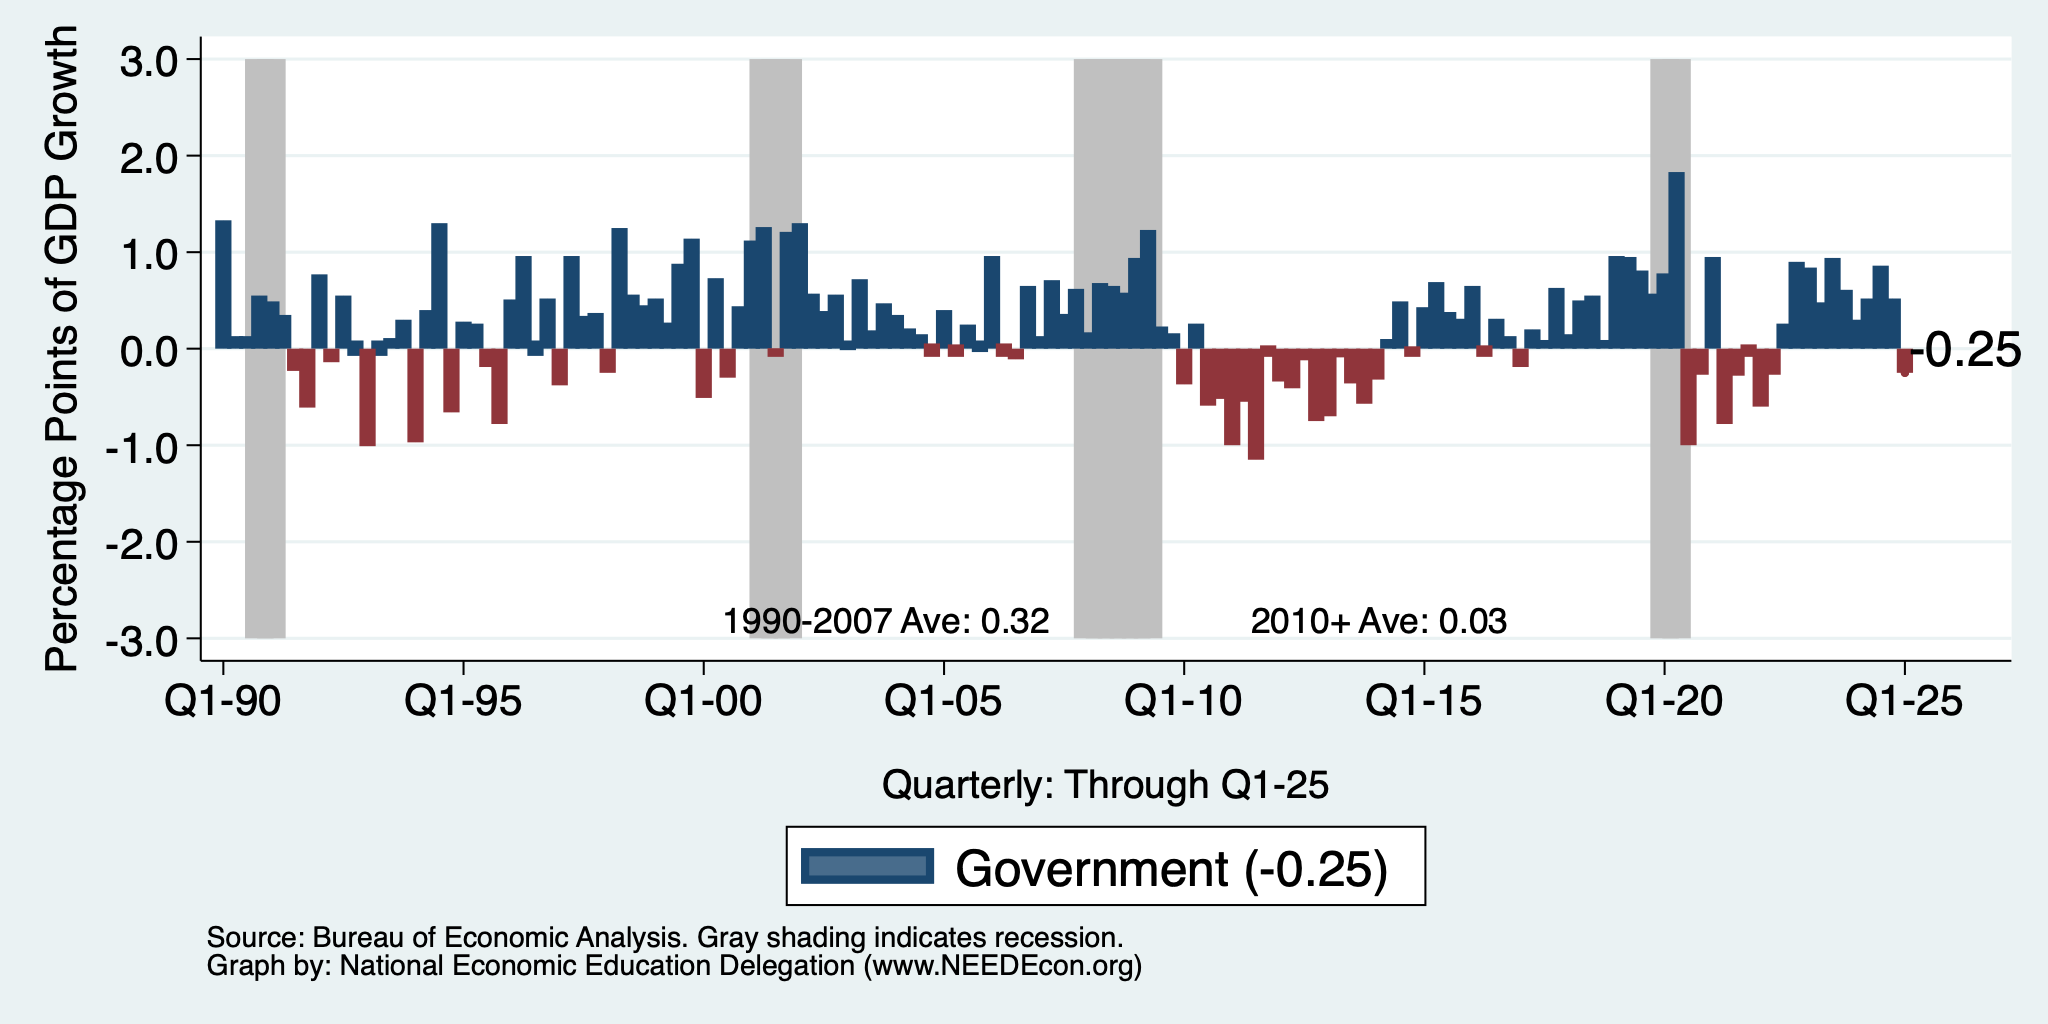 Percentage Points of GDP Growth
3.0
2.0
1.0
0.0
-1.0
-2.0
-3.0
-0.25
1990-2007 Ave: 0.32
2010+ Ave: 0.03
Q1-90
Q1-95
Q1-00
Q1-05
Q1-10
Q1-15
Q1-20
Q1-25
Quarterly: Through Q1-25
Government (-0.25)
Source: Bureau of Economic Analysis. Gray shading indicates recession.
Graph by: National Economic Education Delegation (www.NEEDEcon.org)